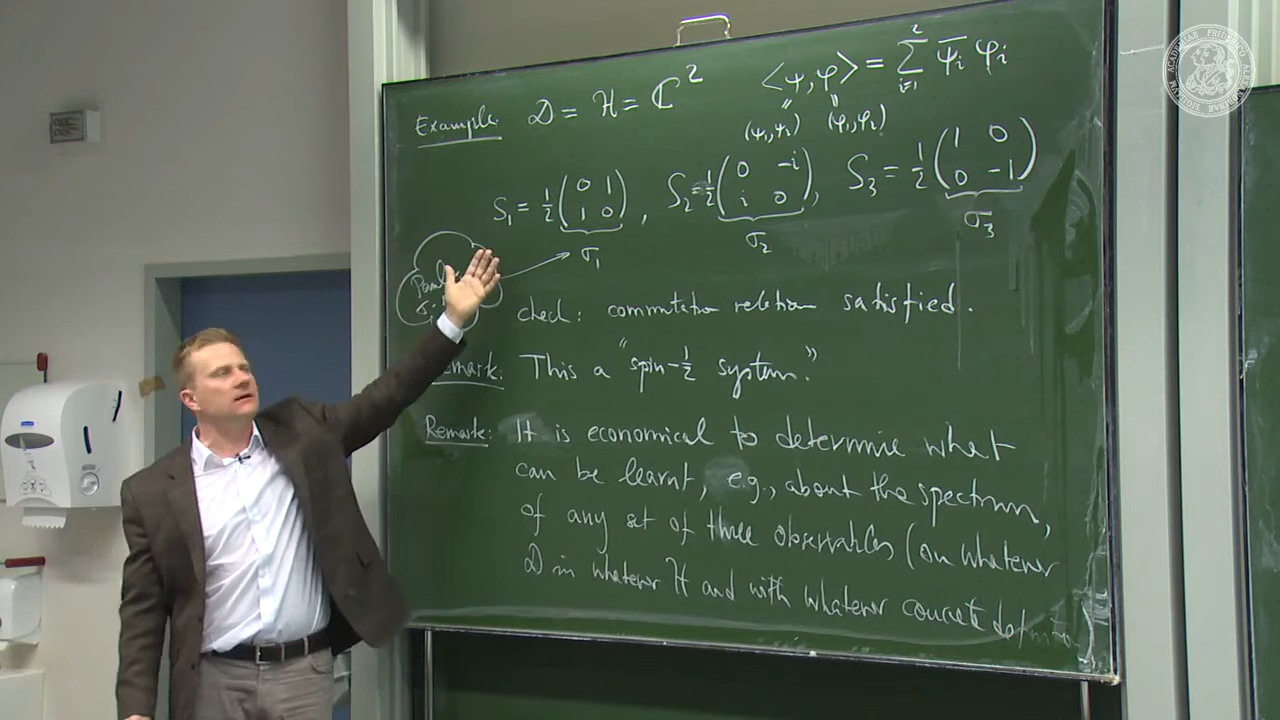 Example: D = H = ℂ² ⟨ψ,φ⟩ = ∑_{i=1}^{2} ψ̄_i φ_i
(ψ₁,ψ₂) (φ₁,φ₂)
S₁ = ½ (0 1; 1 0), S₂ = ½ (0 -i; i 0), S₃ = ½ (1 0; 0 -1)
σ₁ σ₂ σ₃
check: commutation relation satisfied.
This a "spin-½ system."
Remark: It is economical to determine what
can be learnt, e.g., about the spectrum,
of any set of three observables (on whatever
D in whatever H and with whatever concrete